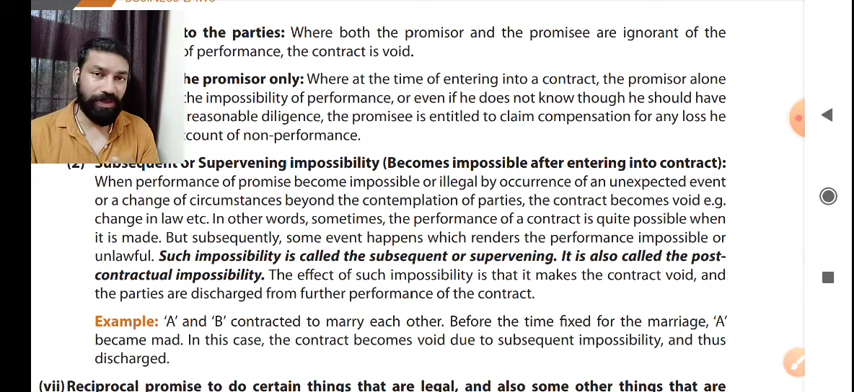 BUSINESS LAWS
to the parties: Where both the promisor and the promisee are ignorant of the
of performance, the contract is void.
he promisor only: Where at the time of entering into a contract, the promisor alone
the impossibility of performance, or even if he does not know though he should have
reasonable diligence, the promisee is entitled to claim compensation for any loss he
count of non-performance.
(2) Subsequent or Supervening impossibility (Becomes impossible after entering into contract):
When performance of promise become impossible or illegal by occurrence of an unexpected event
or a change of circumstances beyond the contemplation of parties, the contract becomes void e.g.
change in law etc. In other words, sometimes, the performance of a contract is quite possible when
it is made. But subsequently, some event happens which renders the performance impossible or
unlawful. Such impossibility is called the subsequent or supervening. It is also called the post-
contractual impossibility. The effect of such impossibility is that it makes the contract void, and
the parties are discharged from further performance of the contract.
Example: ‘A’ and ‘B’ contracted to marry each other. Before the time fixed for the marriage, ‘A’
became mad. In this case, the contract becomes void due to subsequent impossibility, and thus
discharged.
(vii) Reciprocal promise to do certain things that are legal, and also some other things that are